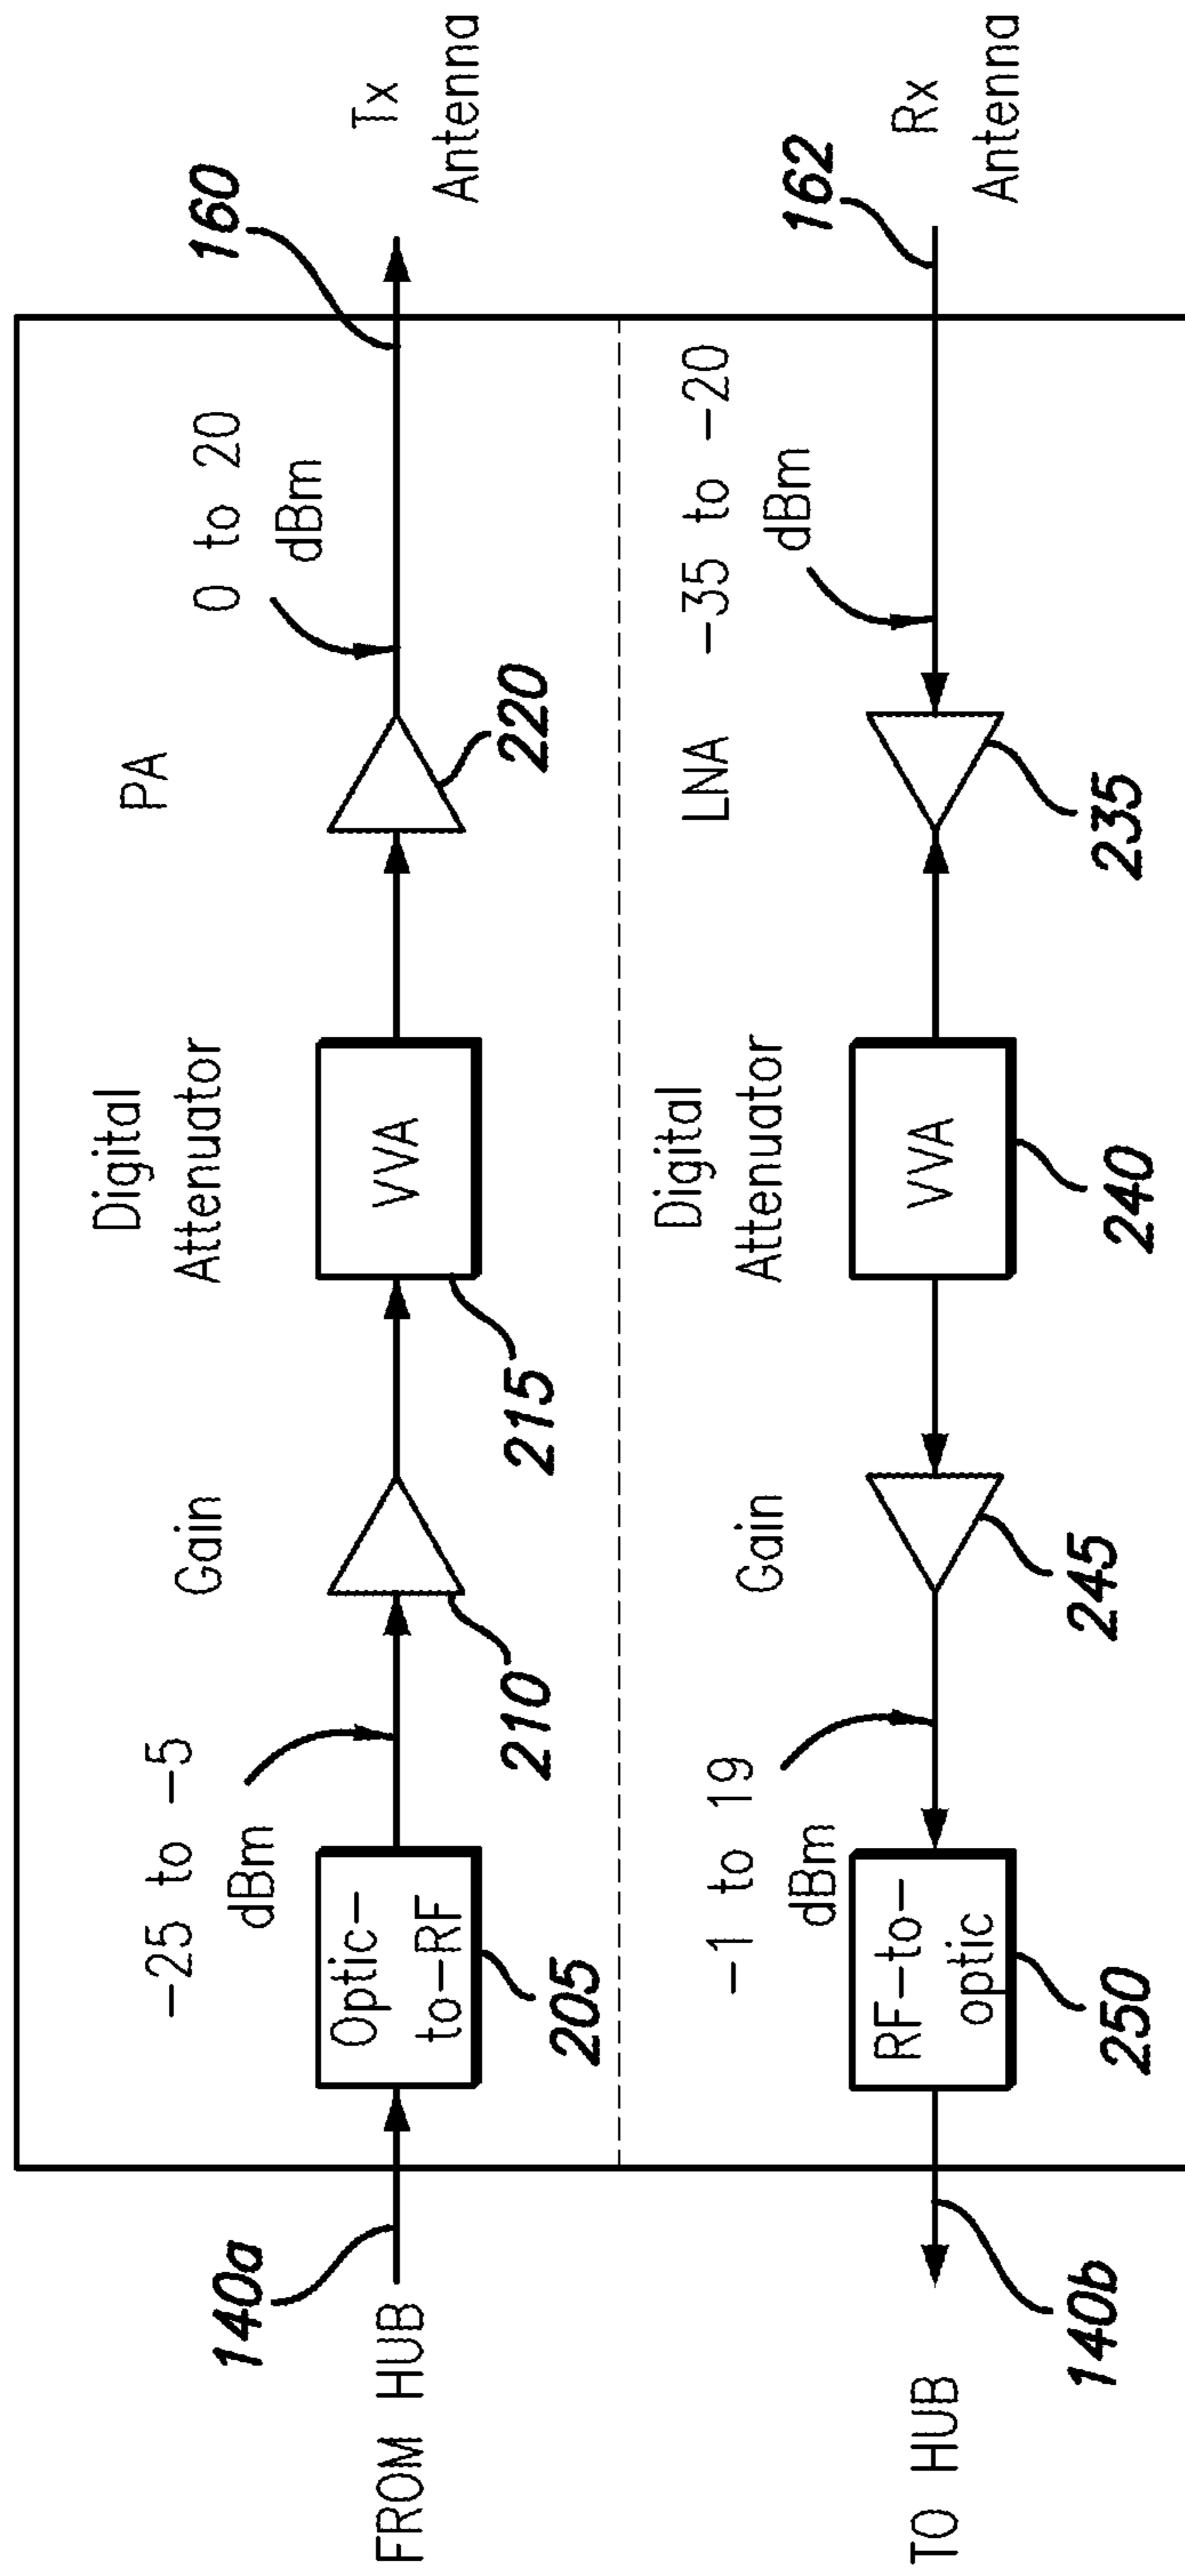 140a
FROM HUB
-25 to -5
dBm
Optic-
to-RF
205
Gain
210
Digital
Attenuator
VVA
215
PA
220
0 to 20
dBm
160
Tx
Antenna
TO HUB
140b
-1 to 19
dBm
RF-to-
optic
250
Gain
245
Digital
Attenuator
VVA
240
LNA
235
-35 to -20
dBm
162
Rx
Antenna